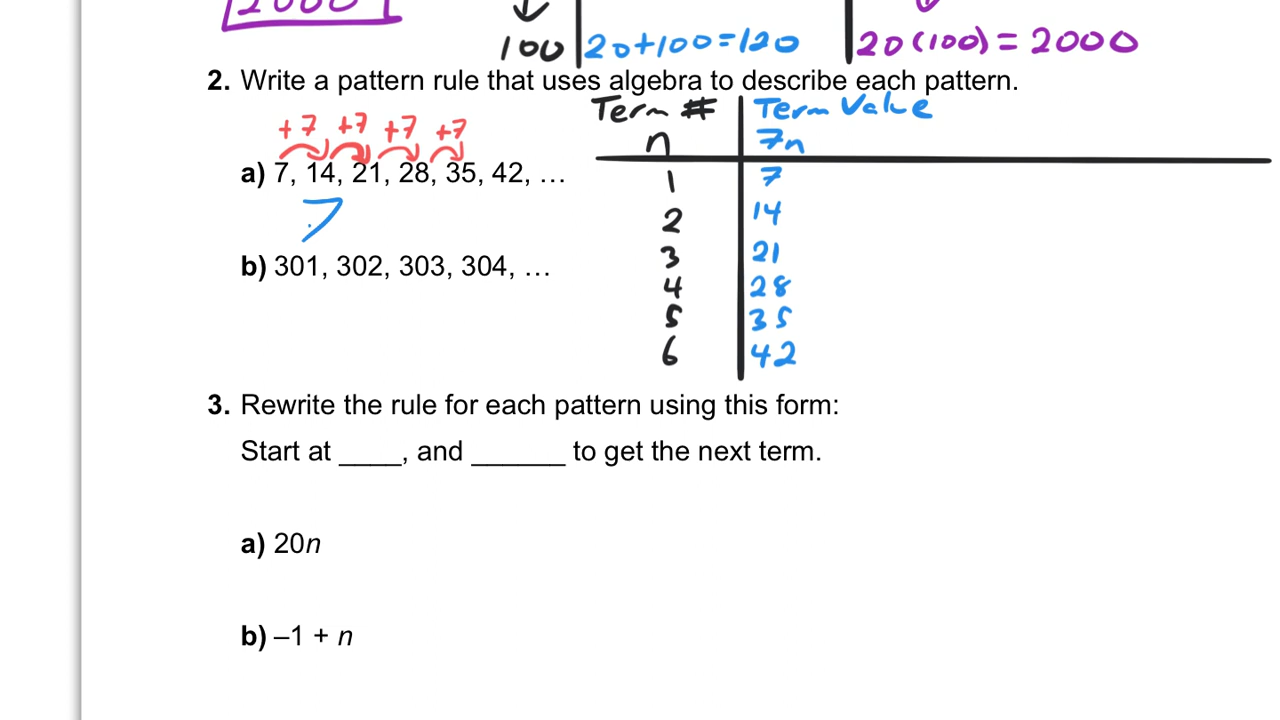 2000
100 20+100=120 20(100) = 2000
2. Write a pattern rule that uses algebra to describe each pattern.
Term # Term Value
n 7n
+7 +7 +7 +7
a) 7, 14, 21, 28, 35, 42, …
7
b) 301, 302, 303, 304, …
1 7
2 14
3 21
4 28
5 35
6 42
3. Rewrite the rule for each pattern using this form:
Start at ____, and ______ to get the next term.
a) 20n
b) –1 + n